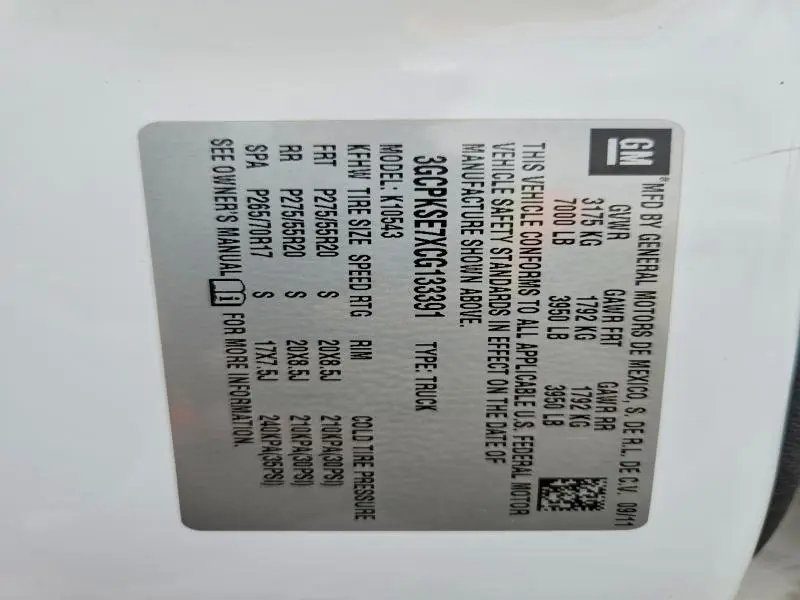 GM
® MFD BY GENERAL MOTORS DE MEXICO, S. DE R.L. DE C.V. 09/11
GVWR GAWR FRT GAWR RR
3175 KG 1792 KG 1792 KG
7000 LB 3950 LB 3950 LB
THIS VEHICLE CONFORMS TO ALL APPLICABLE U.S. FEDERAL MOTOR
VEHICLE SAFETY STANDARDS IN EFFECT ON THE DATE OF
MANUFACTURE SHOWN ABOVE.
3GCPKSE7XCG133391 TYPE: TRUCK
MODEL: K10543
KFHW TIRE SIZE SPEED RTG RIM COLD TIRE PRESSURE
FRT P275/55R20 S 20X8.5J 210KPA(30PSI)
RR P275/55R20 S 20X8.5J 210KPA(30PSI)
SPA P265/70R17 S 17X7.5J 240KPA(35PSI)
SEE OWNER'S MANUAL FOR MORE INFORMATION.